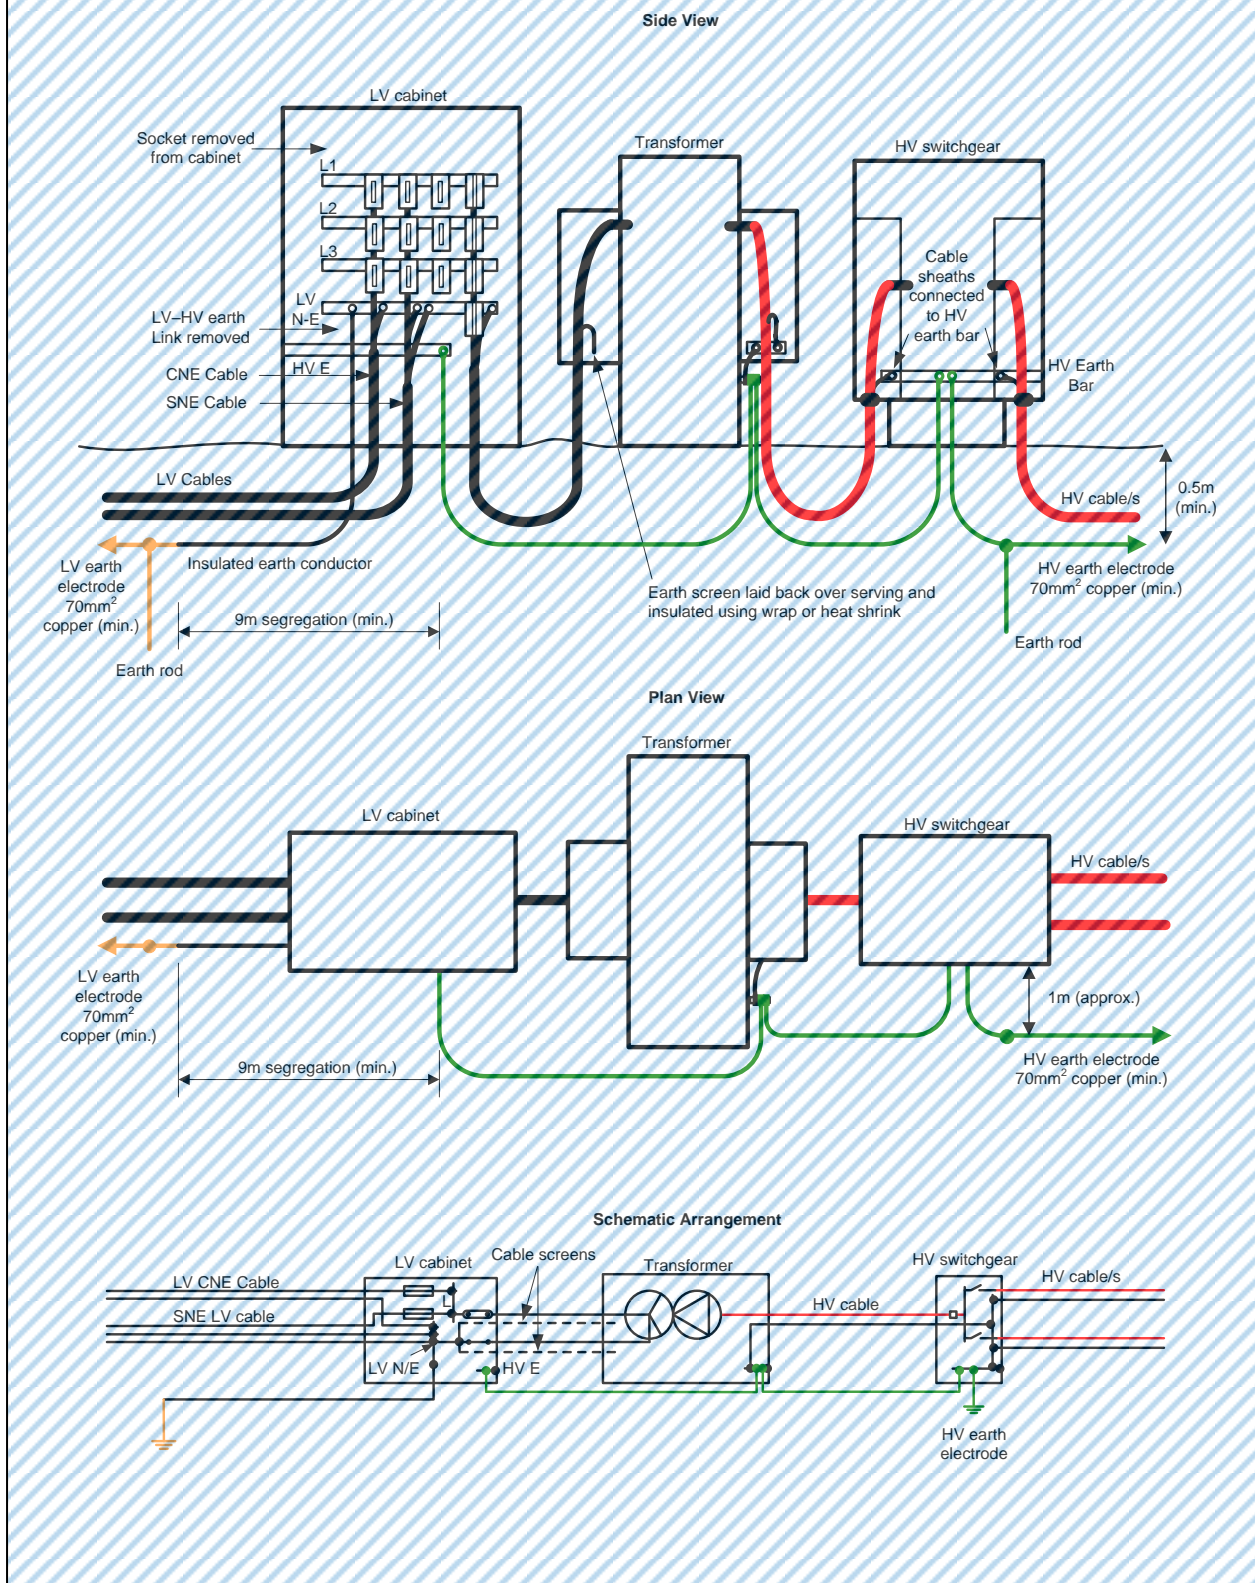 Side View
LV cabinet
Socket removed
from cabinet
Transformer
HV switchgear
L1
L2
L3
LV
N-E
LV–HV earth
Link removed
HV E
CNE Cable
SNE Cable
Cable
sheaths
connected
to HV
earth bar
HV Earth
Bar
LV Cables
HV cable/s
0.5m
(min.)
LV earth
electrode
70mm²
copper (min.)
Insulated earth conductor
9m segregation (min.)
Earth rod
Earth screen laid back over serving and
insulated using wrap or heat shrink
HV earth electrode
70mm² copper (min.)
Earth rod
Plan View
Transformer
LV cabinet
HV switchgear
HV cable/s
LV earth
electrode
70mm²
copper (min.)
9m segregation (min.)
1m (approx.)
HV earth electrode
70mm² copper (min.)
Schematic Arrangement
LV cabinet
Cable screens
Transformer
HV switchgear
LV CNE Cable
HV cable/s
L
HV cable
SNE LV cable
LV N/E
HV E
HV earth
electrode